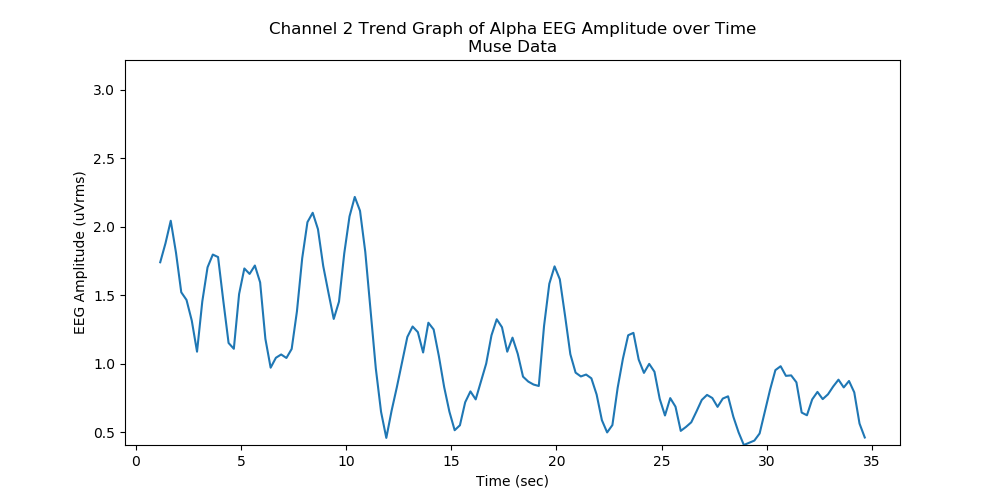 Channel 2 Trend Graph of Alpha EEG Amplitude over Time
Muse Data
EEG Amplitude (uVrms)
3.0
2.5
2.0
1.5
1.0
0.5
0 5 10 15 20 25 30 35
Time (sec)